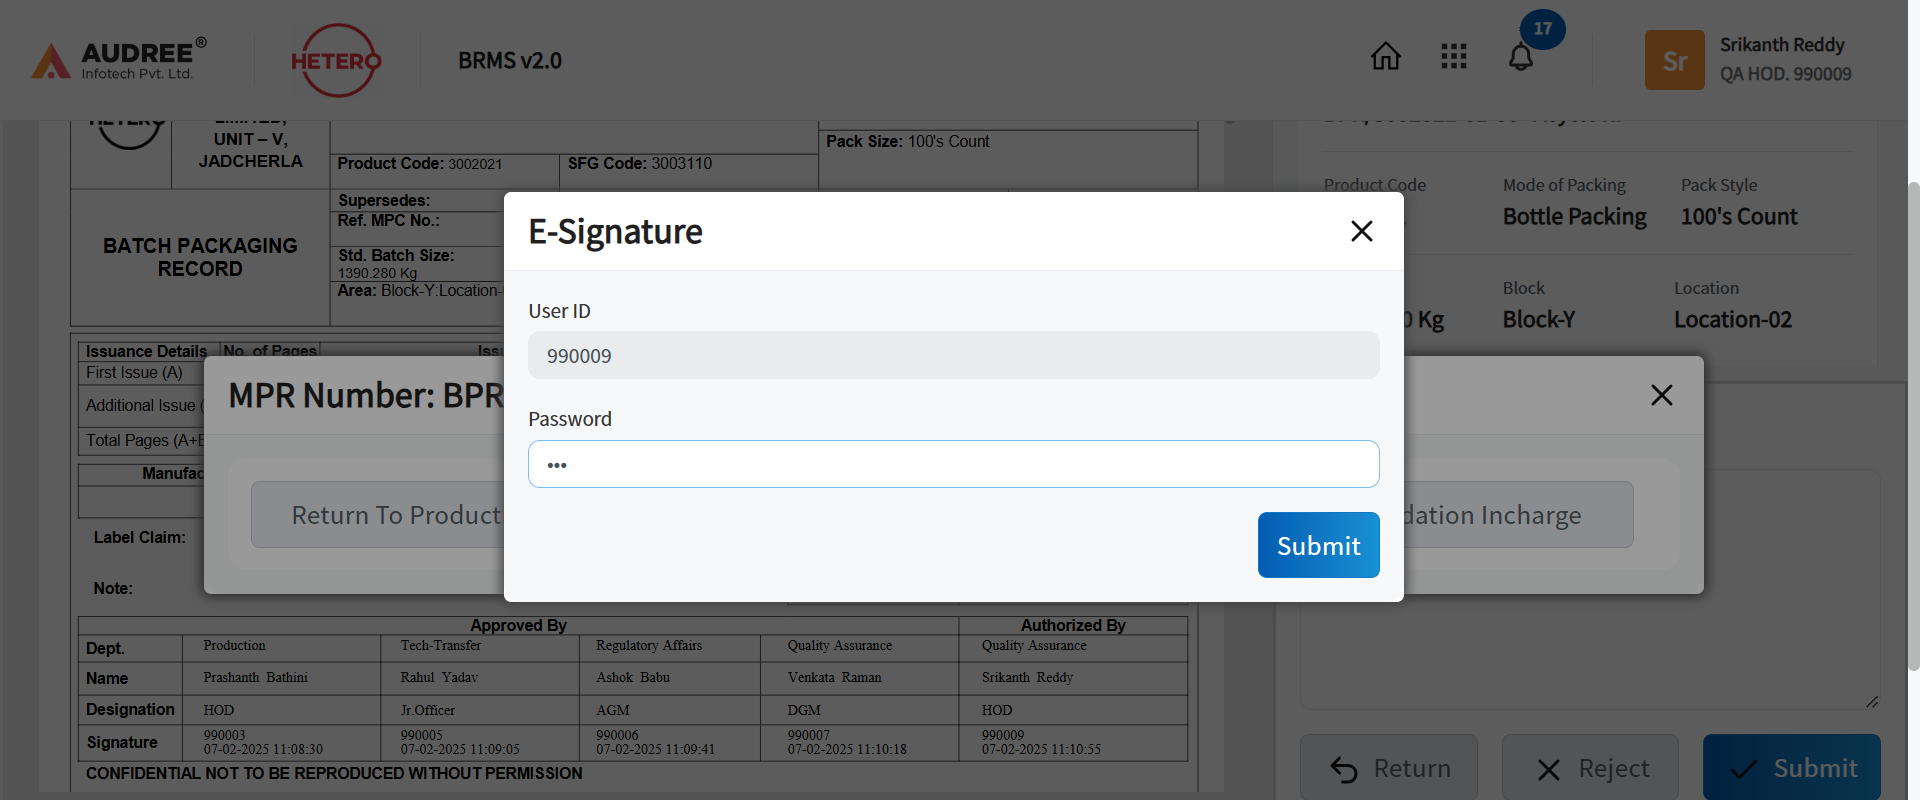 AUDREE®
Infotech Pvt. Ltd.
HETERO
BRMS v2.0
17
Sr
Srikanth Reddy
QA HOD. 990009
HETERO
LIMITED,
UNIT – V,
JADCHERLA
Product Code: 3002021
SFG Code: 3003110
Pack Size: 100's Count
BATCH PACKAGING
RECORD
Supersedes:
Ref. MPC No.:
Std. Batch Size:
1390.280 Kg
Area: Block-Y:Location-
Issuance Details
No. of Pages
First Issue (A)
Additional Issue (
Total Pages (A+B
Label Claim:
Note:
Product Code
Mode of Packing
Bottle Packing
Pack Style
100's Count
0 Kg
Block
Block-Y
Location
Location-02
MPR Number: BPR
Return To Product
dation Incharge
E-Signature
User ID
990009
Password
•••
Submit
Approved By
Authorized By
Dept.
Production
Tech-Transfer
Regulatory Affairs
Quality Assurance
Quality Assurance
Name
Prashanth Bathini
Rahul Yadav
Ashok Babu
Venkata Raman
Srikanth Reddy
Designation
HOD
Jr.Officer
AGM
DGM
HOD
Signature
990003
07-02-2025 11:08:30
990005
07-02-2025 11:09:05
990006
07-02-2025 11:09:41
990007
07-02-2025 11:10:18
990009
07-02-2025 11:10:55
CONFIDENTIAL NOT TO BE REPRODUCED WITHOUT PERMISSION
Return
Reject
Submit